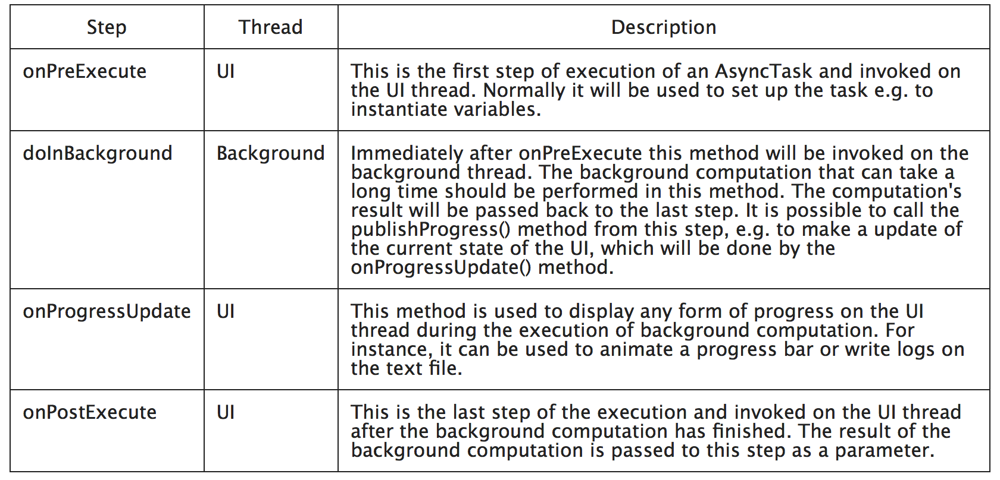 Step Thread Description
onPreExecute UI This is the first step of execution of an AsyncTask and invoked on
the UI thread. Normally it will be used to set up the task e.g. to
instantiate variables.
doInBackground Background Immediately after onPreExecute this method will be invoked on the
background thread. The background computation that can take a
long time should be performed in this method. The computation's
result will be passed back to the last step. It is possible to call the
publishProgress() method from this step, e.g. to make a update of
the current state of the UI, which will be done by the
onProgressUpdate() method.
onProgressUpdate UI This method is used to display any form of progress on the UI
thread during the execution of background computation. For
instance, it can be used to animate a progress bar or write logs on
the text file.
onPostExecute UI This is the last step of the execution and invoked on the UI thread
after the background computation has finished. The result of the
background computation is passed to this step as a parameter.